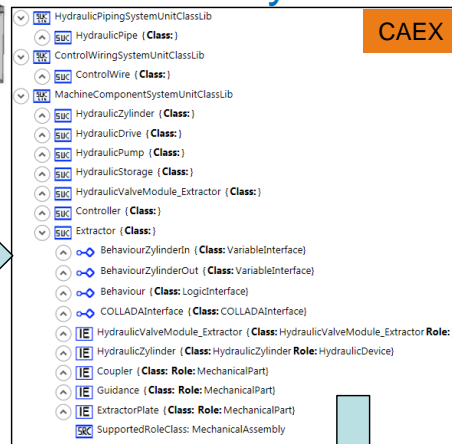 HydraulicPipingSystemUnitClassLib
CAEX
SUC HydraulicPipe {Class:}
ControlWiringSystemUnitClassLib
SUC ControlWire {Class:}
MachineComponentSystemUnitClassLib
SUC HydraulicZylinder {Class:}
SUC HydraulicDrive {Class:}
SUC HydraulicPump {Class:}
SUC HydraulicStorage {Class:}
SUC HydraulicValveModule_Extractor {Class:}
SUC Controller {Class:}
SUC Extractor {Class:}
BehaviourZylinderIn {Class: VariableInterface}
BehaviourZylinderOut {Class: VariableInterface}
Behaviour {Class: LogicInterface}
COLLADAInterface {Class: COLLADAInterface}
IE HydraulicValveModule_Extractor {Class: HydraulicValveModule_Extractor Role:
IE HydraulicZylinder {Class: HydraulicZylinder Role: HydraulicDevice}
IE Coupler {Class: Role: MechanicalPart}
IE Guidance {Class: Role: MechanicalPart}
IE ExtractorPlate {Class: Role: MechanicalPart}
SRC SupportedRoleClass: MechanicalAssembly